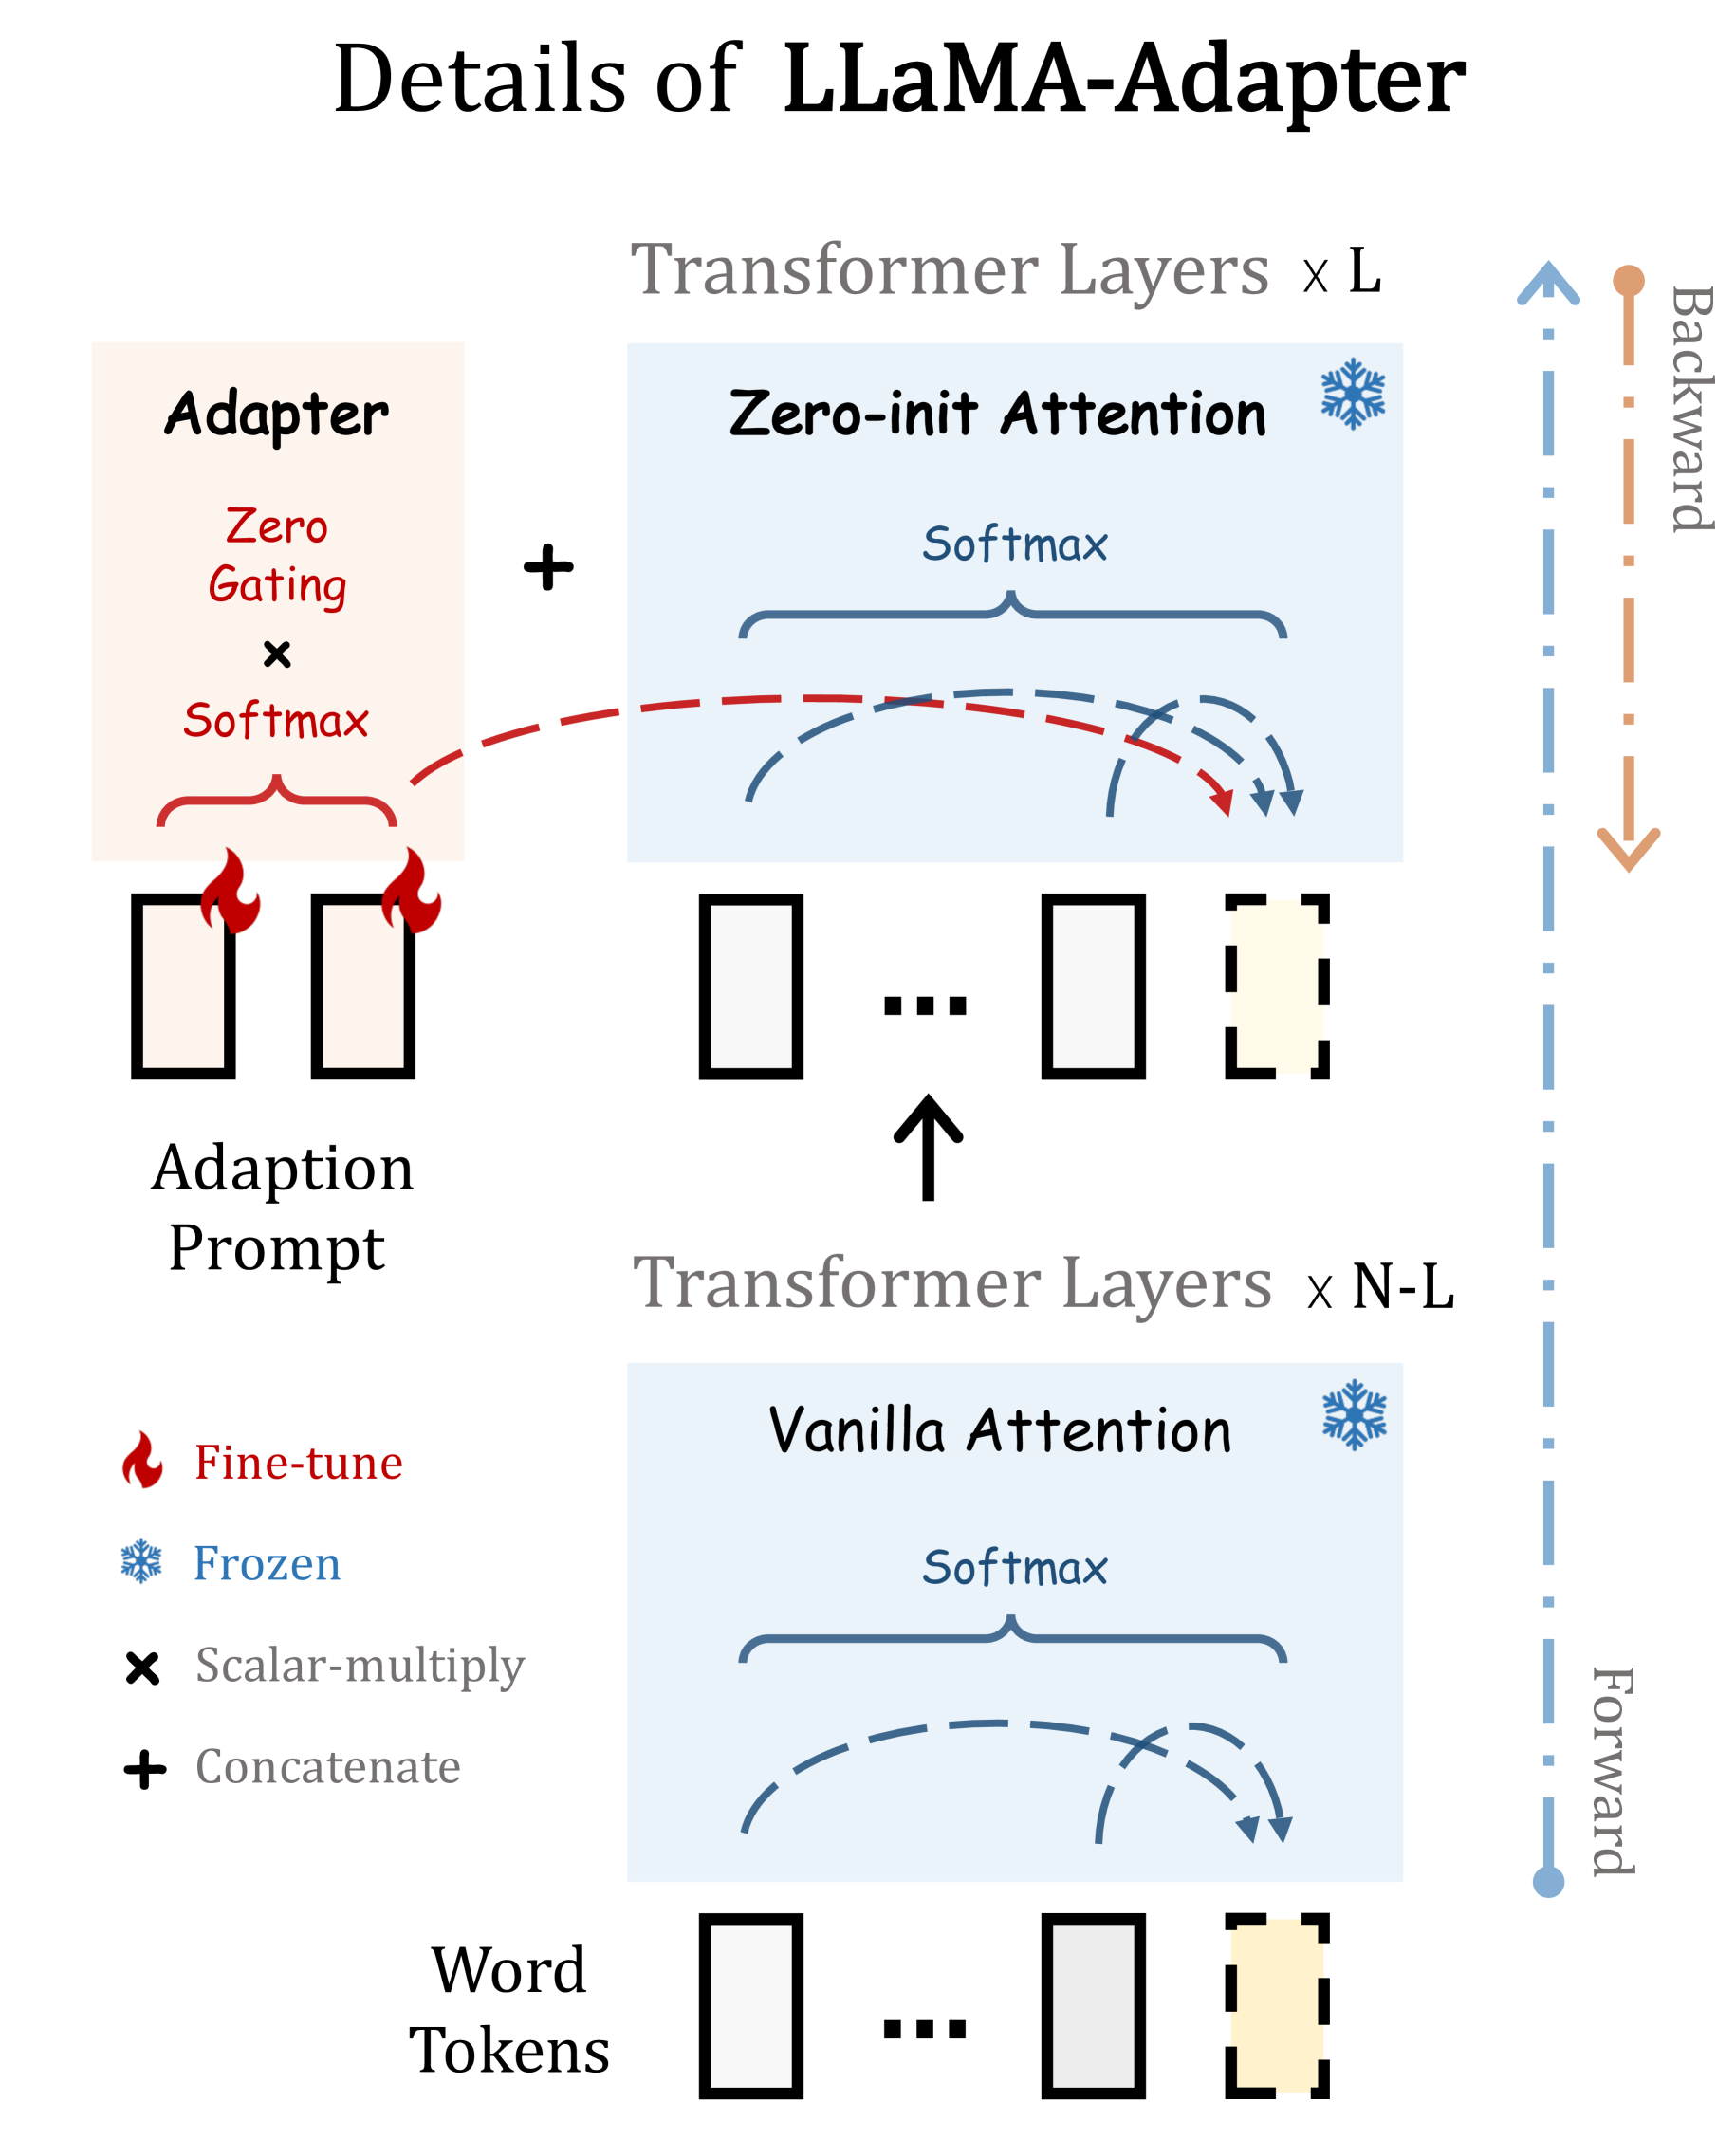 Details of LLaMA-Adapter
Transformer Layers x L
Backward
Adapter
Zero
Gating
×
Softmax
+
Zero-init Attention
Softmax
...
Adaption
Prompt
Transformer Layers x N-L
Vanilla Attention
Softmax
Fine-tune
Frozen
× Scalar-multiply
+ Concatenate
Forward
Word
Tokens
...